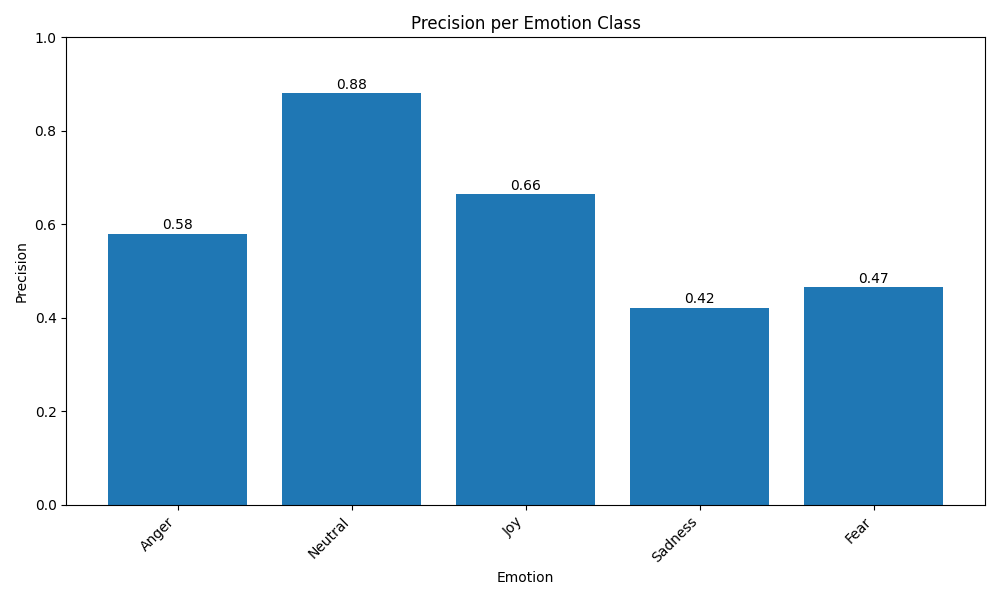 Precision per Emotion Class
1.0
0.8
0.6
0.4
0.2
0.0
Precision
0.58
0.88
0.66
0.42
0.47
Anger
Neutral
Joy
Sadness
Fear
Emotion